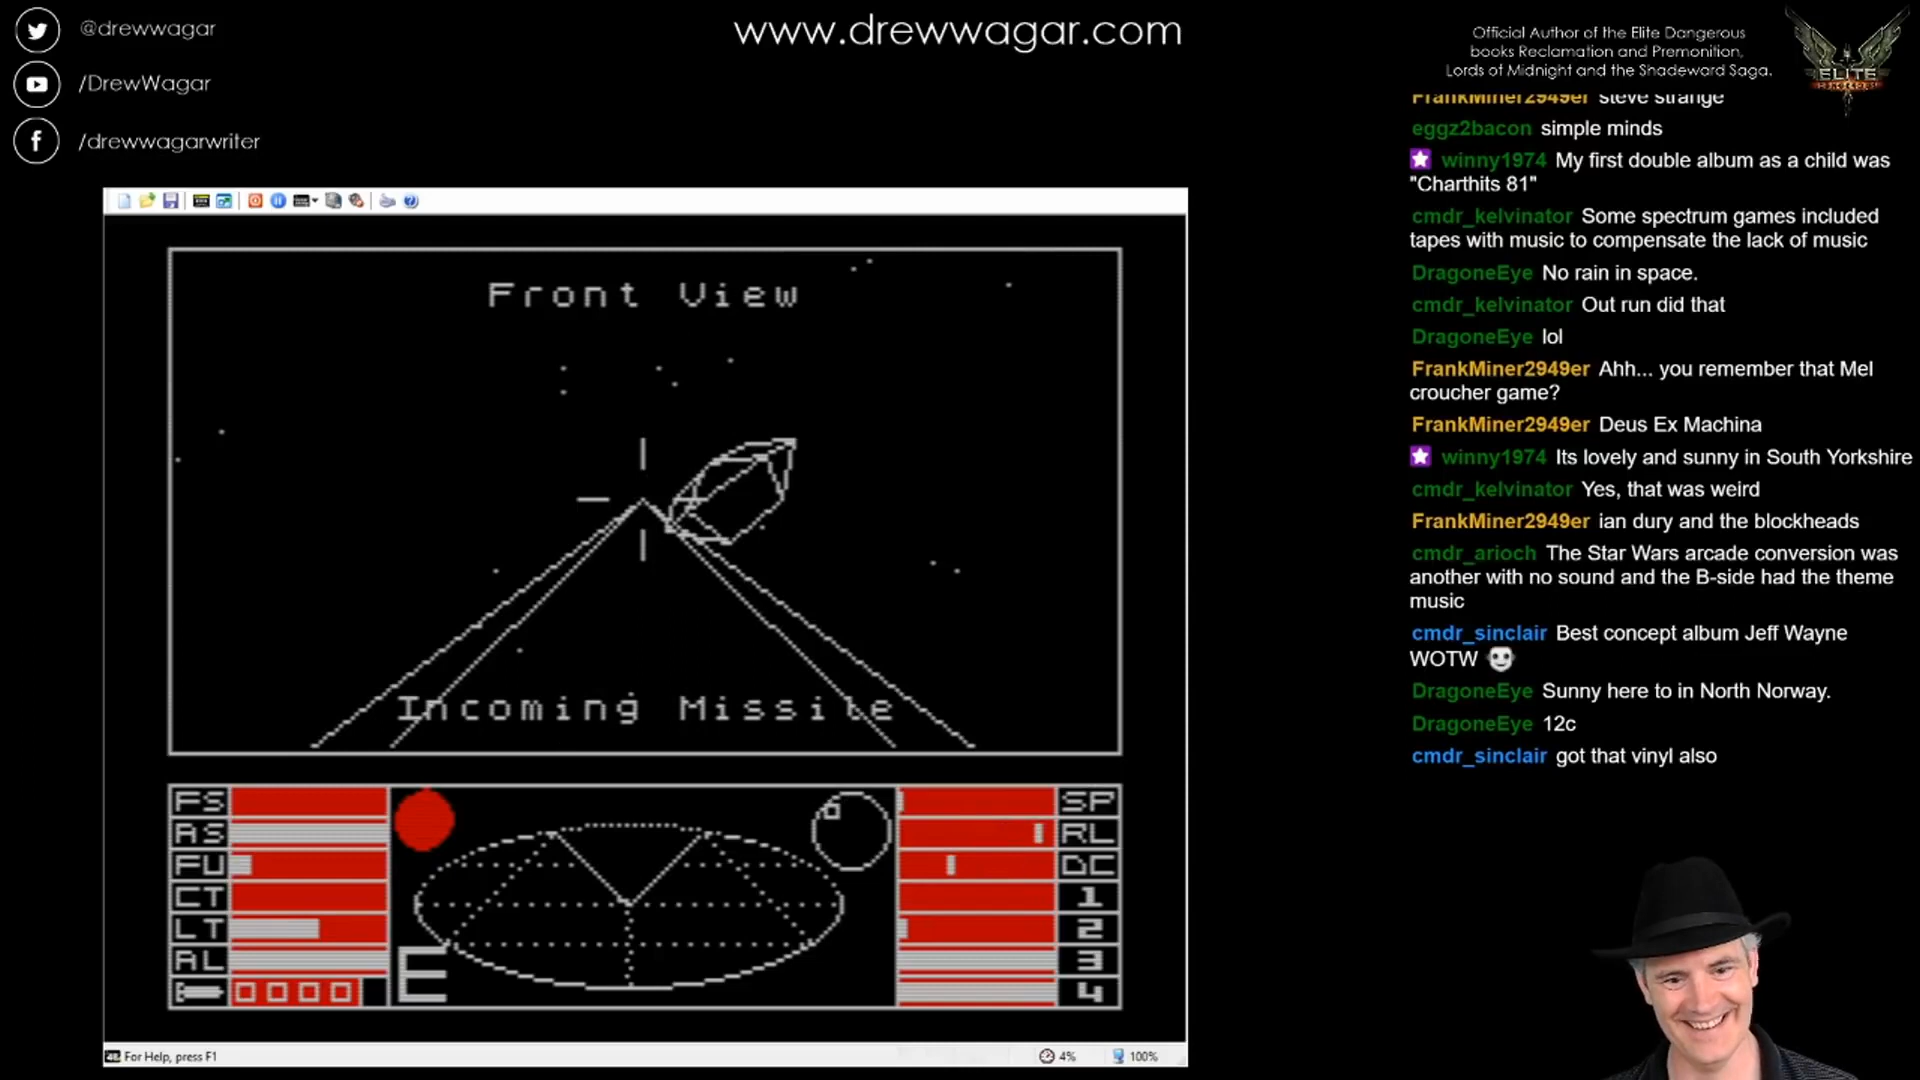 @drewwagar
/DrewWagar
/drewwagarwriter
www.drewwagar.com
Official Author of the Elite Dangerous
books Reclamation and Premonition,
Lords of Midnight and the Shadeward Saga.
ELITE
DANGEROUS
FrankMiner2949er steve strange
eggz2bacon simple minds
winny1974 My first double album as a child was
"Charthits 81"
cmdr_kelvinator Some spectrum games included
tapes with music to compensate the lack of music
DragoneEye No rain in space.
cmdr_kelvinator Out run did that
DragoneEye lol
FrankMiner2949er Ahh... you remember that Mel
croucher game?
FrankMiner2949er Deus Ex Machina
winny1974 Its lovely and sunny in South Yorkshire
cmdr_kelvinator Yes, that was weird
FrankMiner2949er ian dury and the blockheads
cmdr_arioch The Star Wars arcade conversion was
another with no sound and the B-side had the theme
music
cmdr_sinclair Best concept album Jeff Wayne
WOTW
DragoneEye Sunny here to in North Norway.
DragoneEye 12c
cmdr_sinclair got that vinyl also
Front View
Incoming Missile
FS
AS
FU
CT
LT
AL
E
SP
RL
DC
1
2
3
4
For Help, press F1
4%
100%